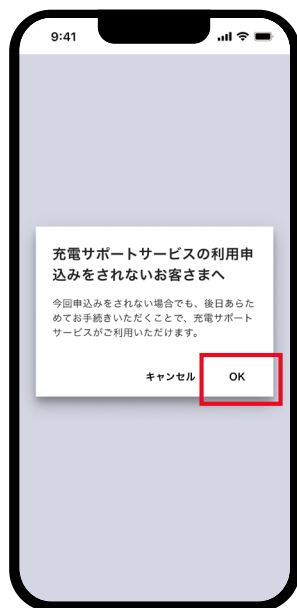 9:41
充電サポートサービスの利用申
込みをされないお客さまへ
今回申込みをされない場合でも、後日あらた
めてお手続きいただくことで、充電サポート
サービスがご利用いただけます。
キャンセル OK